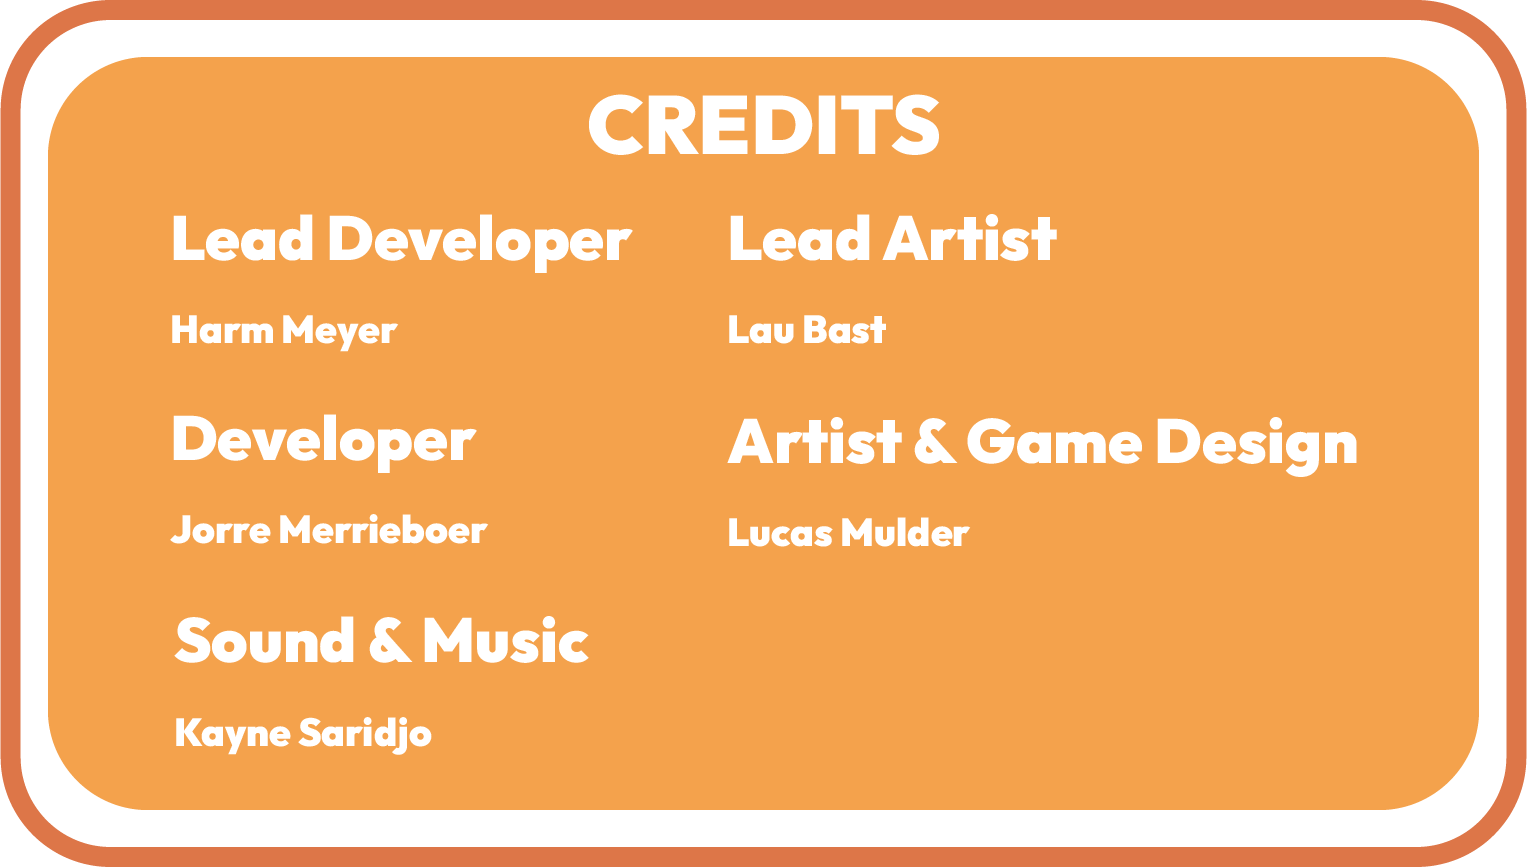 CREDITS
Lead Developer
Harm Meyer
Developer
Jorre Merrieboer
Sound & Music
Kayne Saridjo
Lead Artist
Lau Bast
Artist & Game Design
Lucas Mulder